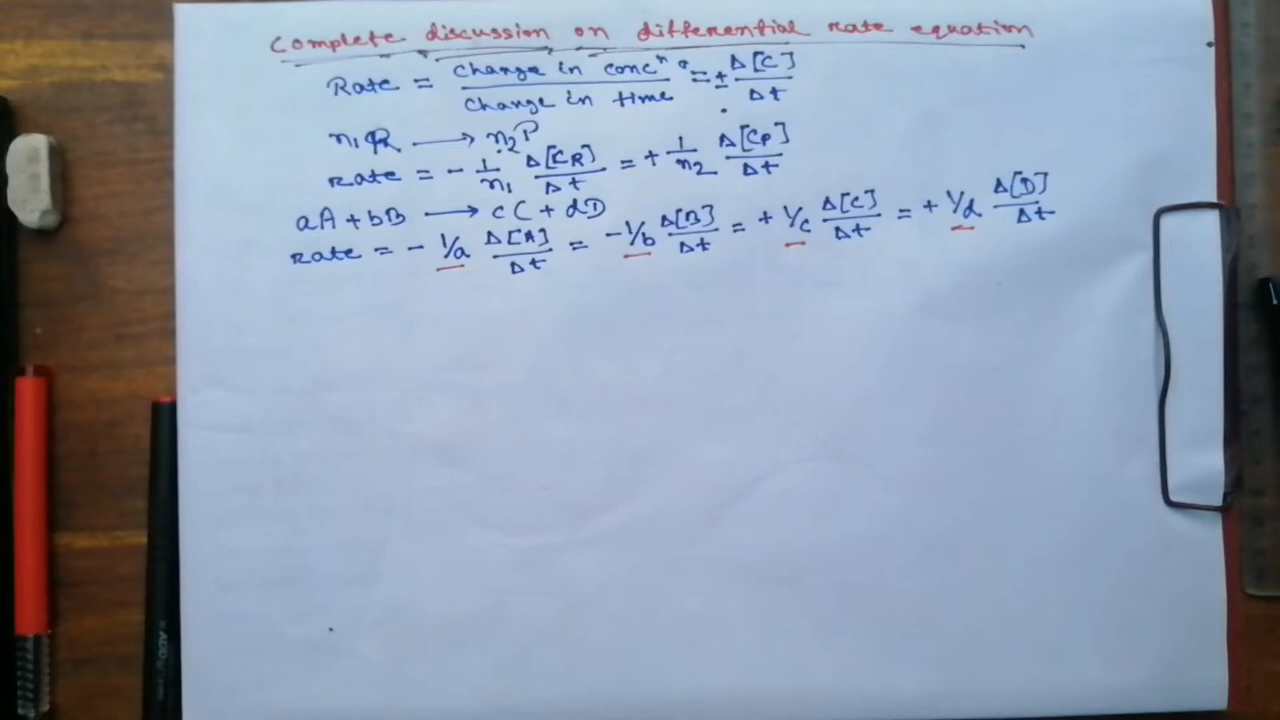 Complete discussion on differential rate equation
Rate = change in concⁿ / change in time = ± Δ[C] / Δt
n₁R ⟶ n₂P
rate = - 1/n₁ Δ[CR]/Δt = + 1/n₂ Δ[CP]/Δt
aA + bB ⟶ cC + dD
rate = - 1/a Δ[A]/Δt = - 1/b Δ[B]/Δt = + 1/c Δ[C]/Δt = + 1/d Δ[D]/Δt
ADD